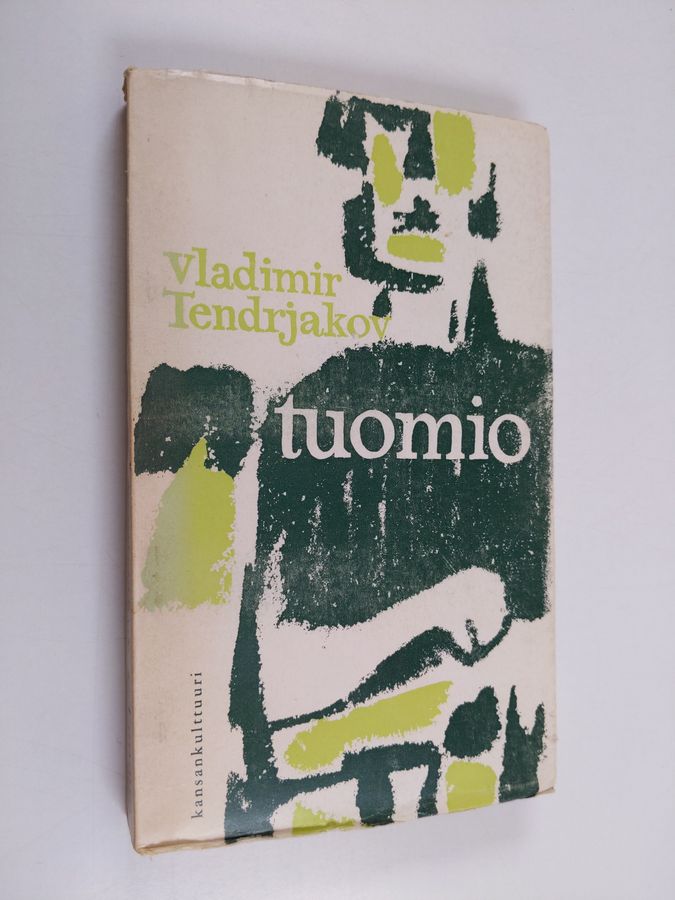 vladimir
Tendrjakov
tuomio
kansankulttuuri